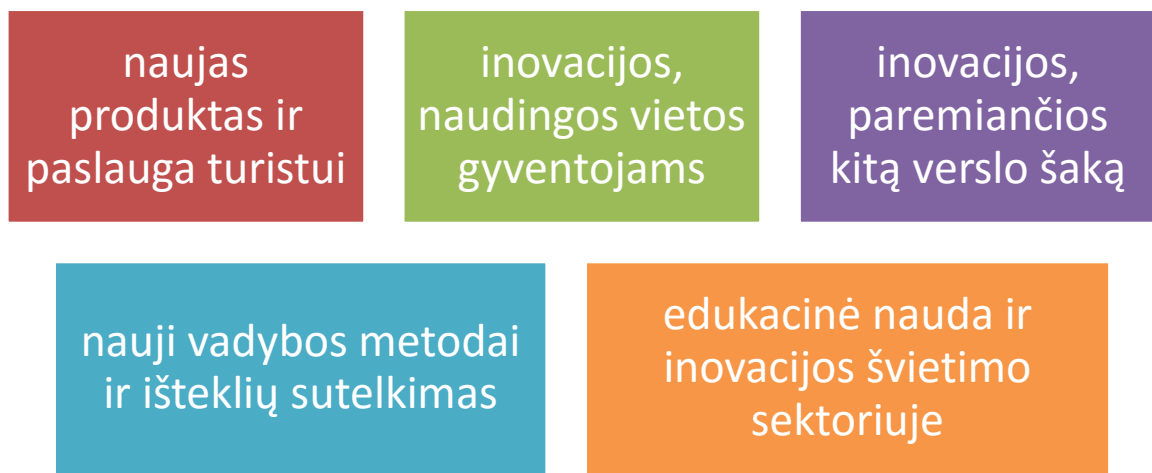 naujas
produktas ir
paslauga turistui
inovacijos,
naudingos vietos
gyventojams
inovacijos,
paremiančios
kitą verslo šaką
nauji vadybos metodai
ir išteklių sutelkimas
edukacinė nauda ir
inovacijos švietimo
sektoriuje